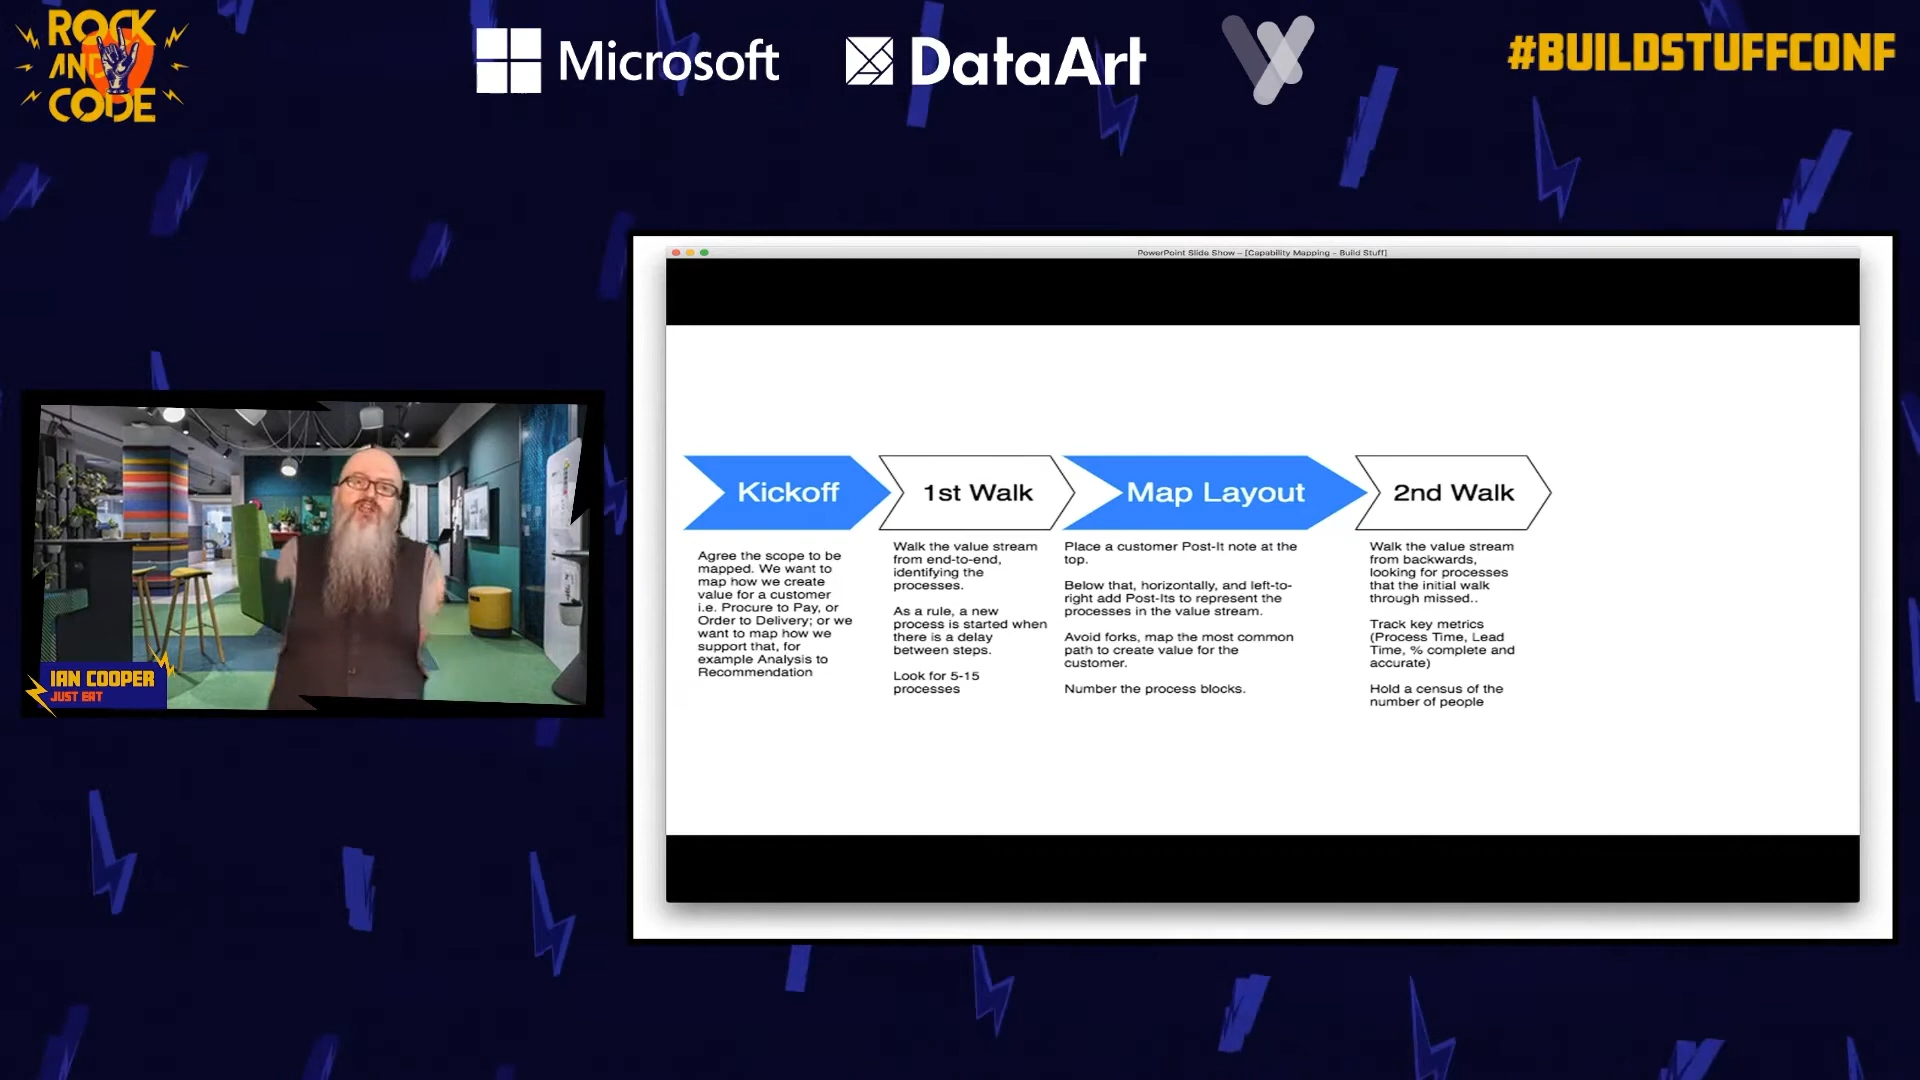 ROCK
AND
CODE
Microsoft
DataArt
#BUILDSTUFFCONF
PowerPoint Slide Show – [Capability Mapping - Build Stuff]
Kickoff
Agree the scope to be
mapped. We want to
map how we create
value for a customer
i.e. Procure to Pay, or
Order to Delivery; or we
want to map how we
support that, for
example Analysis to
Recommendation
1st Walk
Walk the value stream
from end-to-end,
identifying the
processes.
As a rule, a new
process is started when
there is a delay
between steps.
Look for 5-15
processes
Map Layout
Place a customer Post-It note at the
top.
Below that, horizontally, and left-to-
right add Post-Its to represent the
processes in the value stream.
Avoid forks, map the most common
path to create value for the
customer.
Number the process blocks.
2nd Walk
Walk the value stream
from backwards,
looking for processes
that the initial walk
through missed..
Track key metrics
(Process Time, Lead
Time, % complete and
accurate)
Hold a census of the
number of people
IAN COOPER
JUST EAT